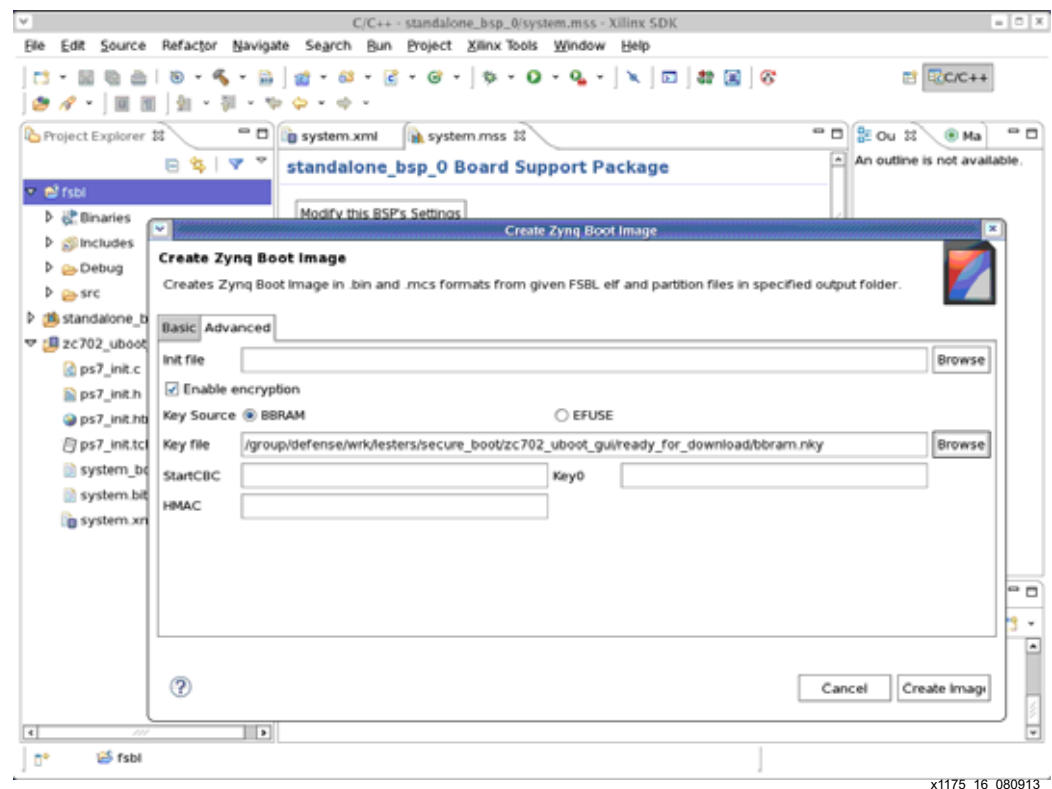 C/C++ - standalone_bsp_0/system.mss - Xilinx SDK
File Edit Source Refactor Navigate Search Run Project Xilinx Tools Window Help
C/C++
Project Explorer
system.xml
system.mss
Ou
Ma
standalone_bsp_0 Board Support Package
An outline is not available.
fsbl
Modify this BSP's Settings
Binaries
Includes
Debug
src
standalone_b
zc702_uboot
ps7_init.c
ps7_init.h
ps7_init.ht
ps7_init.tcl
system_bd
system.bit
system.xn
Create Zynq Boot Image
Create Zynq Boot Image
Creates Zynq Boot Image in .bin and .mcs formats from given FSBL elf and partition files in specified output folder.
Basic Advanced
Init file Browse
Enable encryption
Key Source BBRAM EFUSE
Key file /group/defense/wrk/lesters/secure_boot/zc702_uboot_gui/ready_for_download/bbram.nky Browse
StartCBC Key0
HMAC
? Cancel Create Imag
fsbl
x1175_16_080913